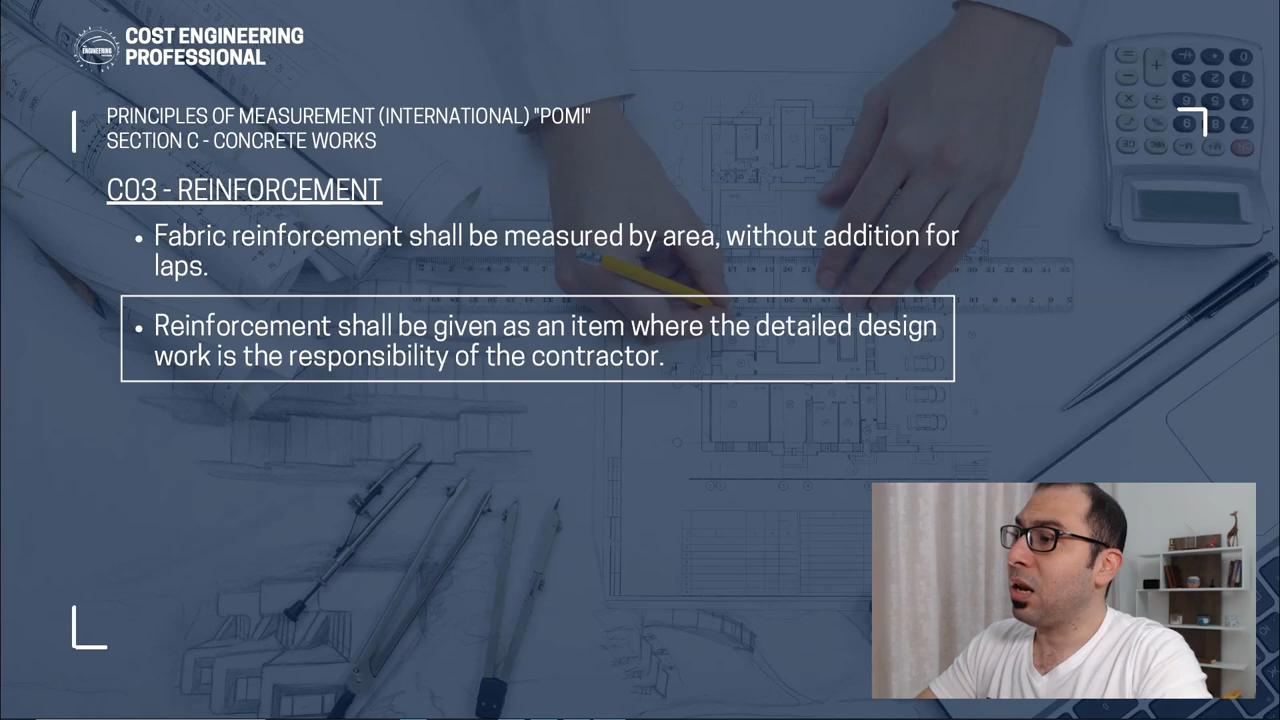 COST ENGINEERING
PROFESSIONAL
PRINCIPLES OF MEASUREMENT (INTERNATIONAL) "POMI"
SECTION C - CONCRETE WORKS
C03 - REINFORCEMENT
• Fabric reinforcement shall be measured by area, without addition for
laps.
• Reinforcement shall be given as an item where the detailed design
work is the responsibility of the contractor.